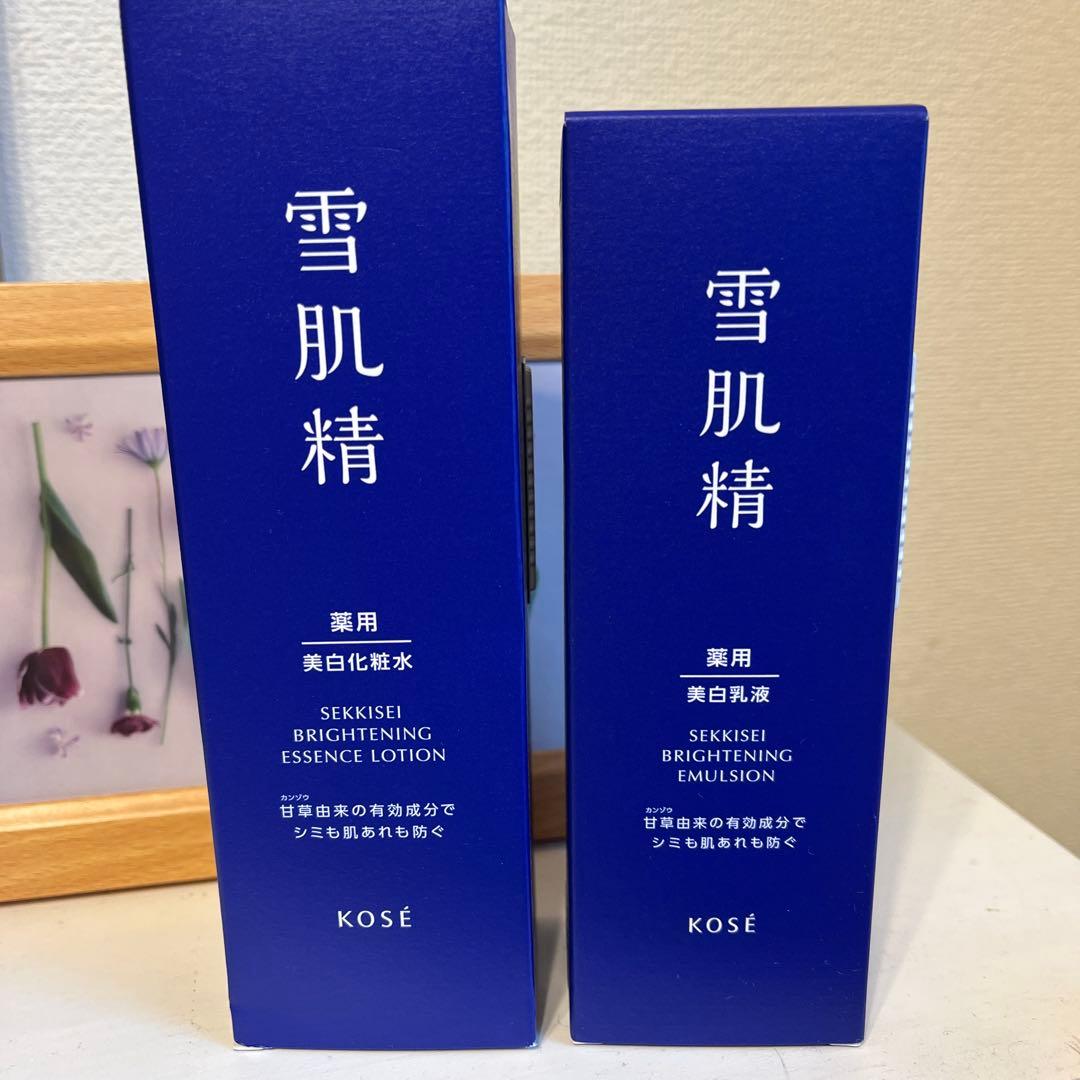 雪肌精
薬用
美白化粧水
SEKKISEI
BRIGHTENING
ESSENCE LOTION
カンゾウ
甘草由来の有効成分で
シミも肌あれも防ぐ
KOSÉ
雪肌精
薬用
美白乳液
SEKKISEI
BRIGHTENING
EMULSION
カンゾウ
甘草由来の有効成分で
シミも肌あれも防ぐ
KOSÉ